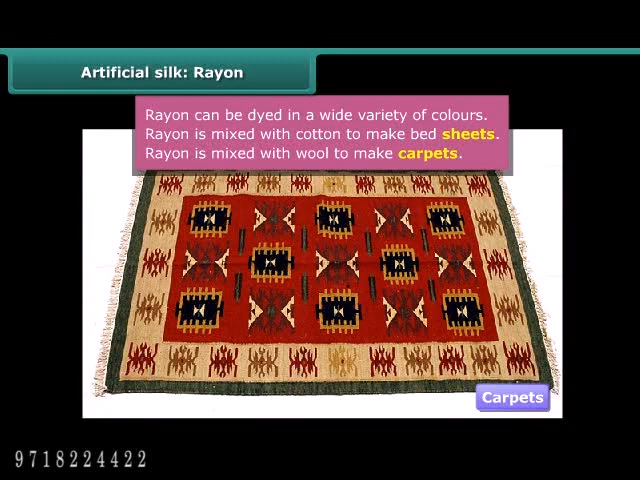 Artificial silk: Rayon
Rayon can be dyed in a wide variety of colours.
Rayon is mixed with cotton to make bed sheets.
Rayon is mixed with wool to make carpets.
Carpets
9718224422